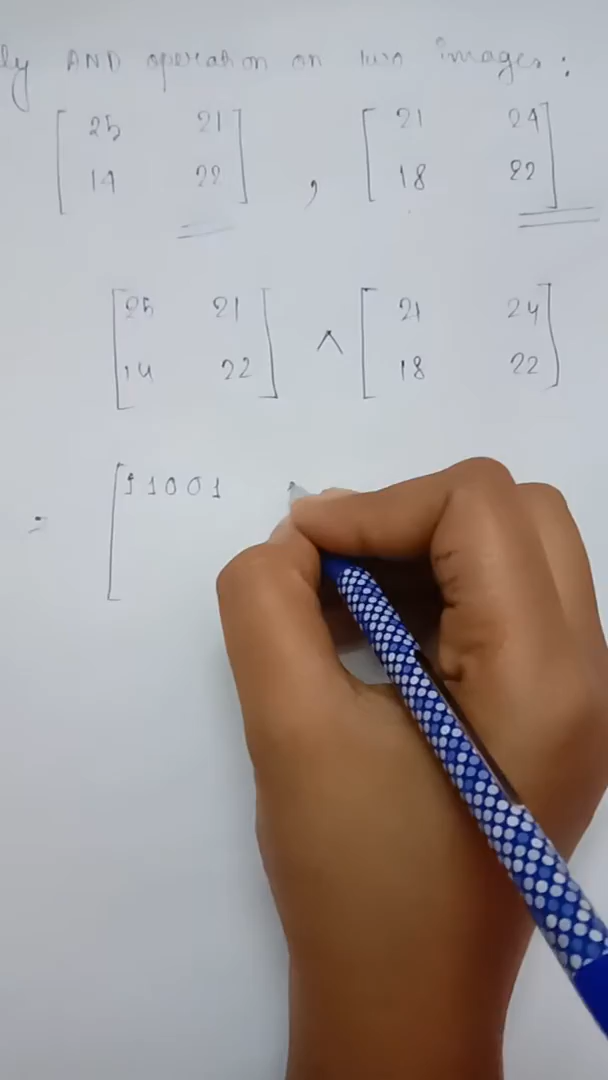 ly AND operation on two images:
[25 21 14 22] , [21 24 18 22]
[25 21 14 22] ∧ [21 24 18 22]
= [11001